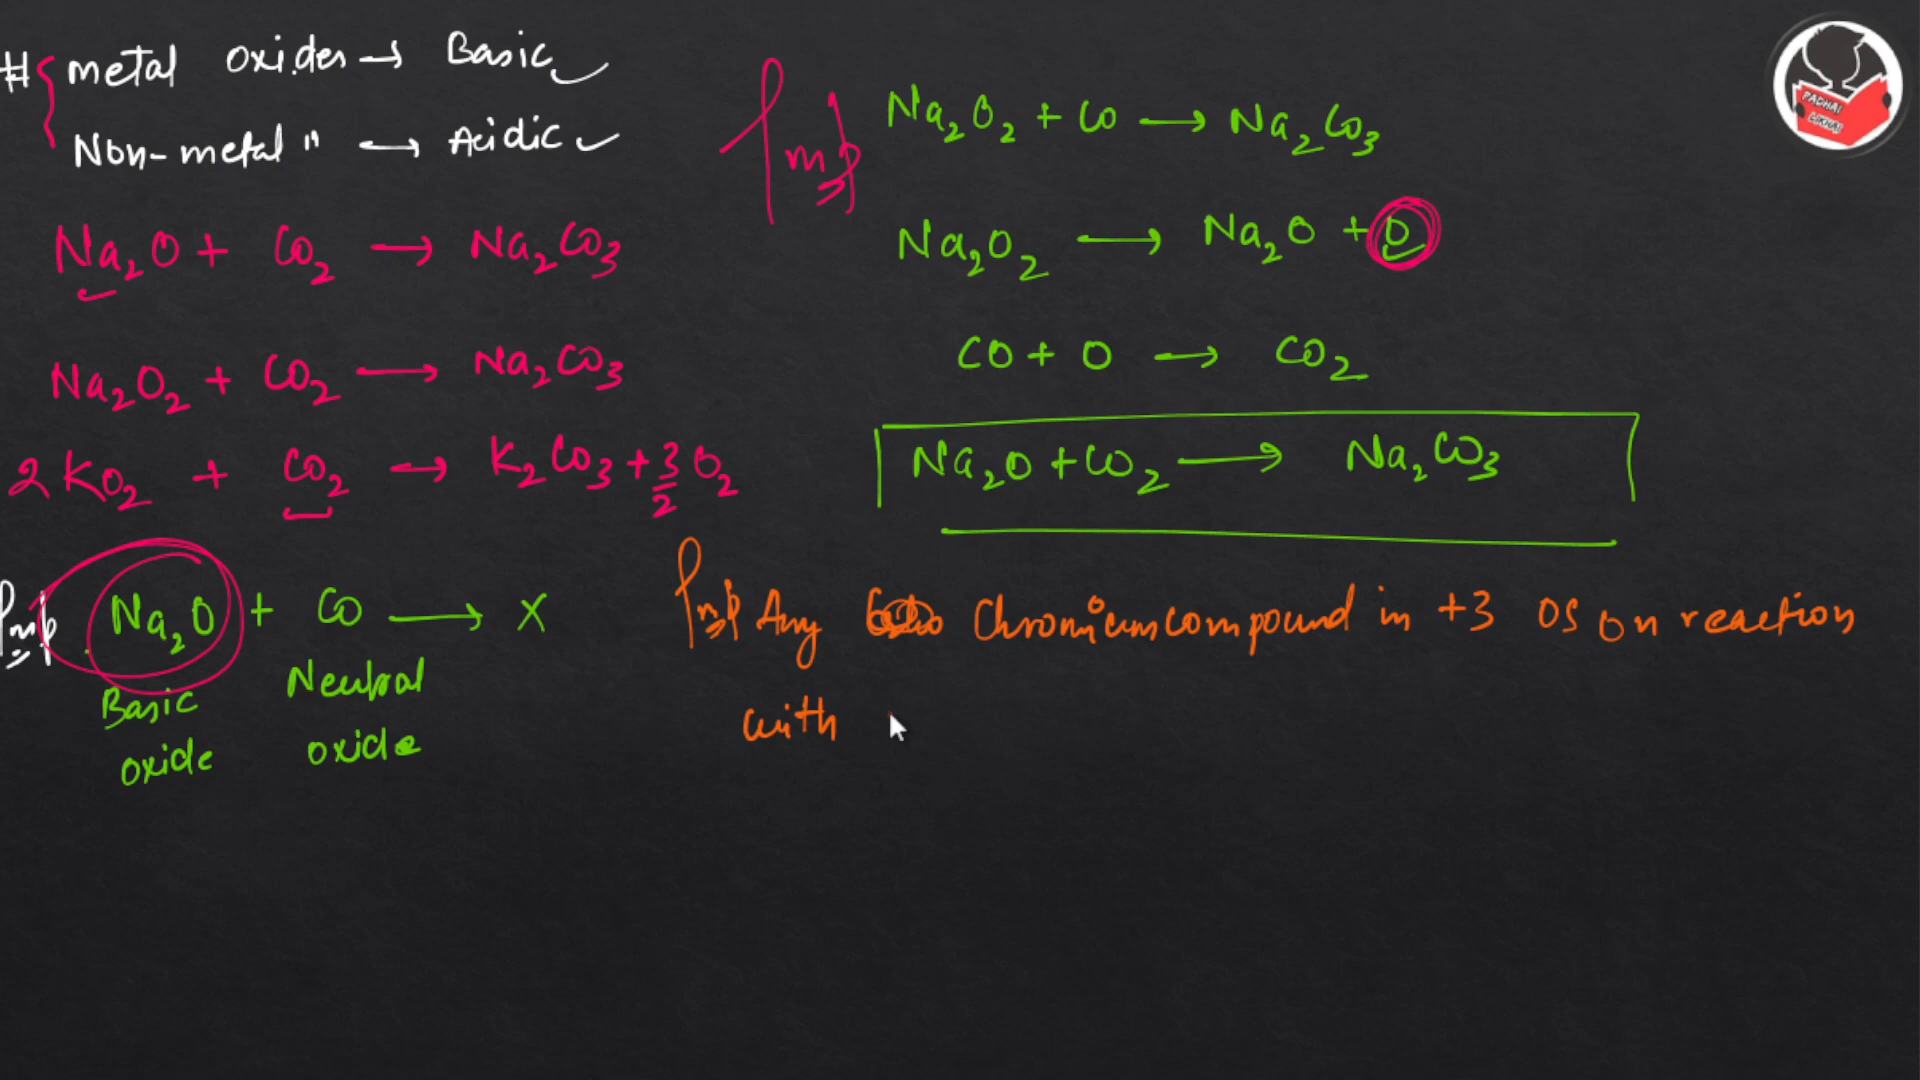 # metal oxides → Basic
Non-metal " → Acidic
Na₂O + CO₂ → Na₂CO₃
Na₂O₂ + CO₂ → Na₂CO₃
2KO₂ + CO₂ → K₂CO₃ + 3/2 O₂
Imp. Na₂O + CO → X
Basic Neutral
oxide oxide
Imp Na₂O₂ + CO → Na₂CO₃
Na₂O₂ → Na₂O + O
CO + O → CO₂
Na₂O + CO₂ → Na₂CO₃
Imp Any Chromium compound in +3 OS on reaction
with
PADHAI
LIKHAI